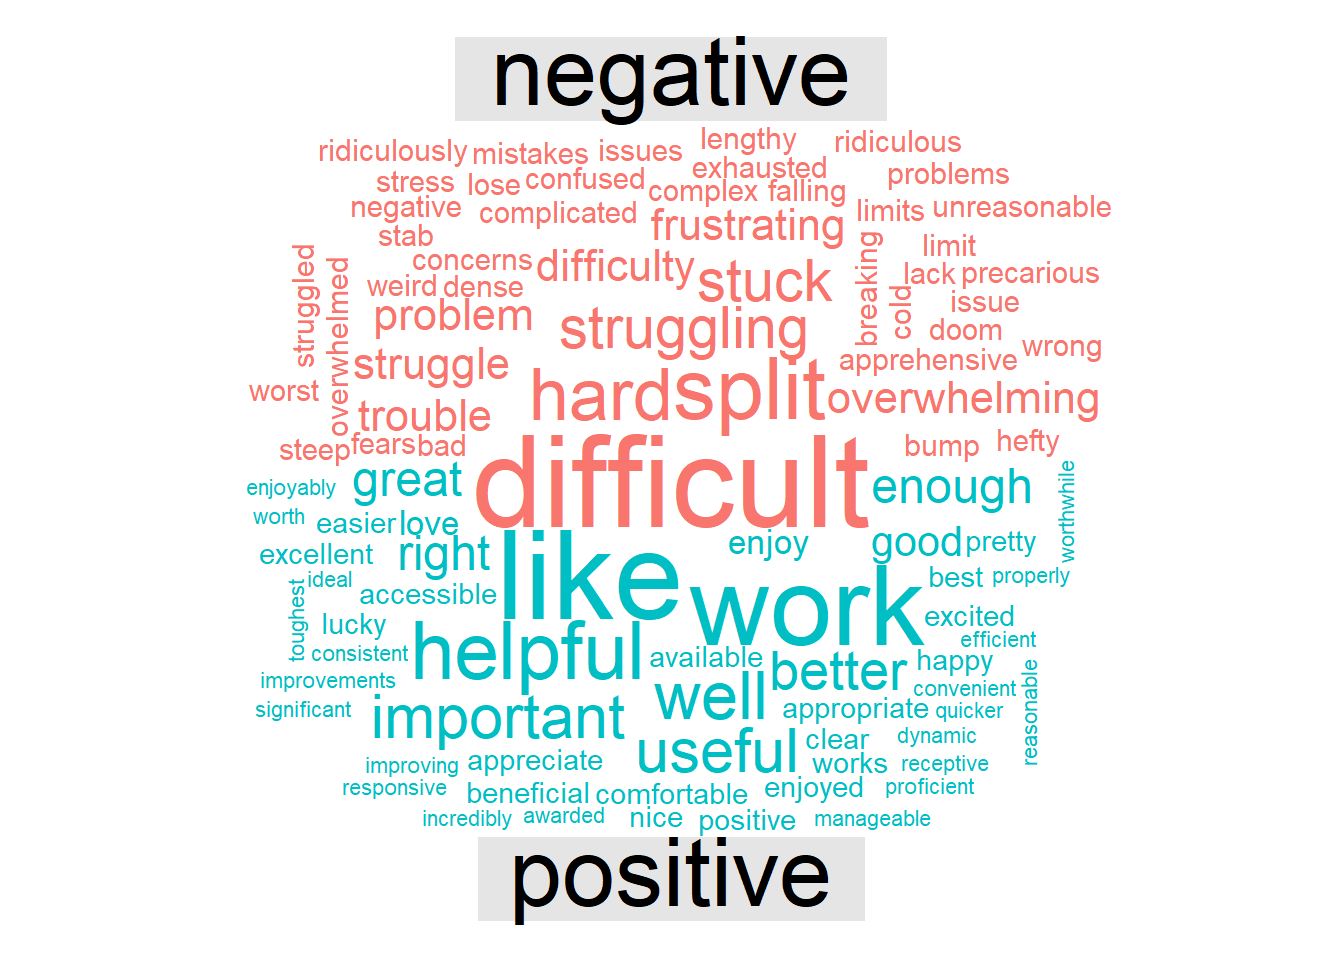 negative
ridiculously mistakes issues lengthy ridiculous
stress lose confused exhausted problems
negative complicated complex falling limits unreasonable
stab frustrating limit
concerns difficulty stuck breaking lack precarious
struggled overwhelmed weird dense cold issue
problem struggling doom
struggle apprehensive wrong
worst hard split overwhelming
trouble
steep fears bad bump hefty
difficult
enjoyably great enough worthwhile
worth easier love
excellent right enjoy good pretty
ideal like work best properly
toughest accessible
lucky excited
consistent helpful available better happy efficient
improvements convenient reasonable
significant important well appropriate quicker
useful clear dynamic
improving appreciate works receptive
responsive beneficial comfortable enjoyed proficient
incredibly awarded nice positive manageable
positive